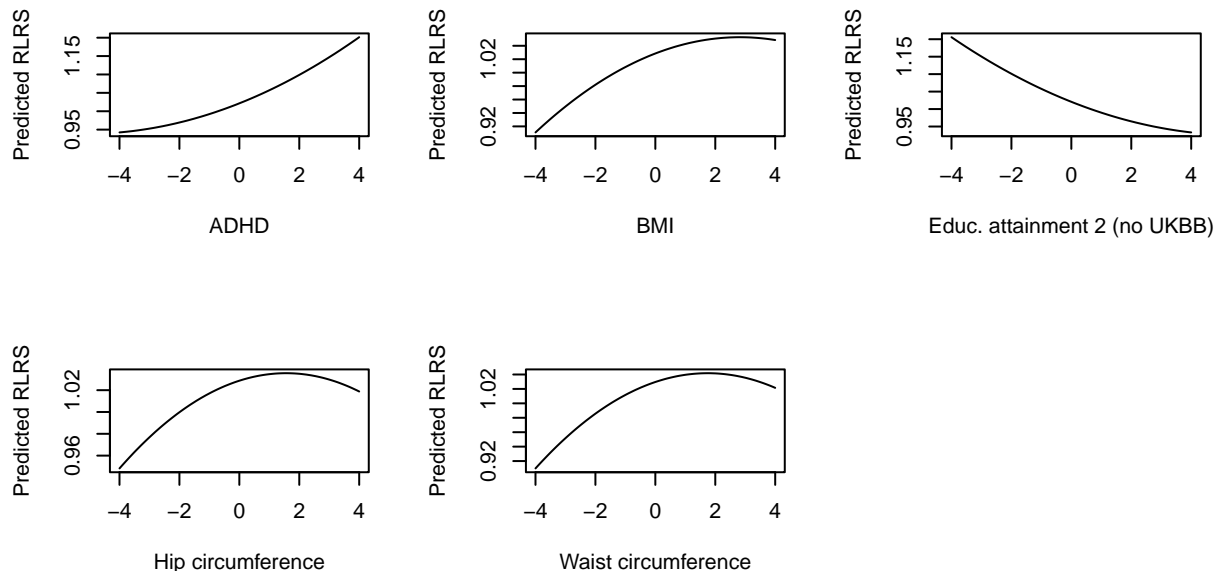 Predicted RLRS
0.95 1.15
−4 −2 0 2 4
ADHD
Predicted RLRS
0.92 1.02
−4 −2 0 2 4
BMI
Predicted RLRS
0.95 1.15
−4 −2 0 2 4
Educ. attainment 2 (no UKBB)
Predicted RLRS
0.96 1.02
−4 −2 0 2 4
Hip circumference
Predicted RLRS
0.92 1.02
−4 −2 0 2 4
Waist circumference